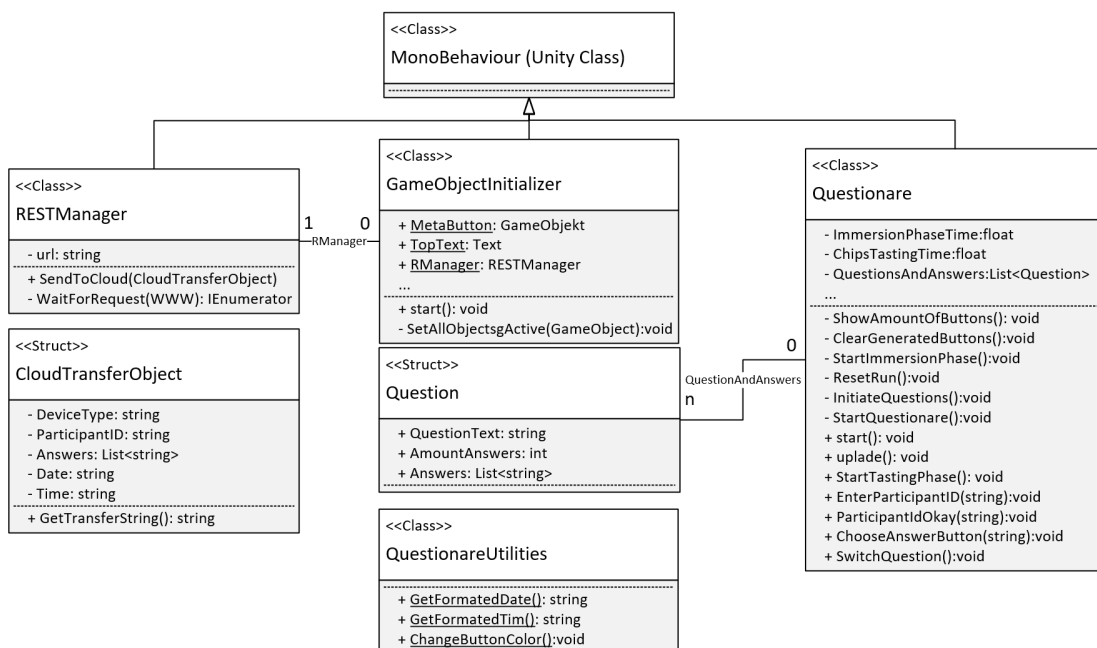 <<Class>>
MonoBehaviour (Unity Class)
<<Class>>
RESTManager
- url: string
+ SendToCloud(CloudTransferObject)
- WaitForRequest(WWW): IEnumerator
1
RManager
0
<<Class>>
GameObjectInitializer
+ MetaButton: GameObjekt
+ TopText: Text
+ RManager: RESTManager
...
+ start(): void
- SetAllObjectsgActive(GameObject):void
<<Class>>
Questionare
- ImmersionPhaseTime:float
- ChipsTastingTime:float
- QuestionsAndAnswers:List<Question>
...
- ShowAmountOfButtons(): void
- ClearGeneratedButtons():void
- StartImmersionPhase():void
- ResetRun():void
- InitiateQuestions():void
- StartQuestionare():void
+ start(): void
+ uplade(): void
+ StartTastingPhase(): void
+ EnterParticipantID(string):void
+ ParticipantIdOkay(string):void
+ ChooseAnswerButton(string):void
+ SwitchQuestion():void
<<Struct>>
CloudTransferObject
- DeviceType: string
- ParticipantID: string
- Answers: List<string>
- Date: string
- Time: string
+ GetTransferString(): string
<<Struct>>
Question
+ QuestionText: string
+ AmountAnswers: int
+ Answers: List<string>
0
QuestionAndAnswers
n
<<Class>>
QuestionareUtilities
+ GetFormatedDate(): string
+ GetFormatedTim(): string
+ ChangeButtonColor():void